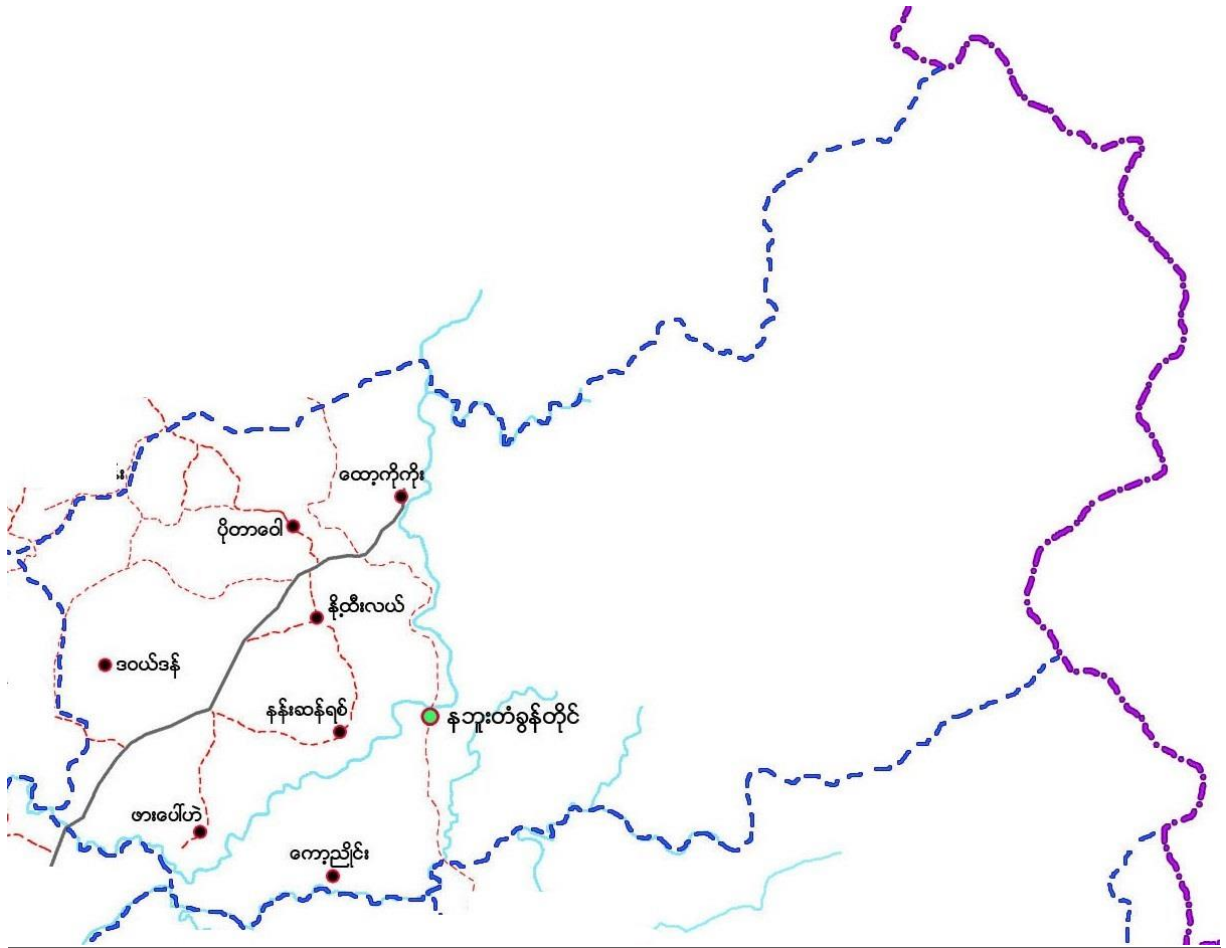 ထော့ကိုကိုး
ပိုတာဝေါ
နို့ထီးလယ်
ဒဝယ်ဒန်
နန်းဆန်ရစ်
နဘူးတံခွန်တိုင်
ဖားပေါ်ဟဲ
ကော့ညိုင်း